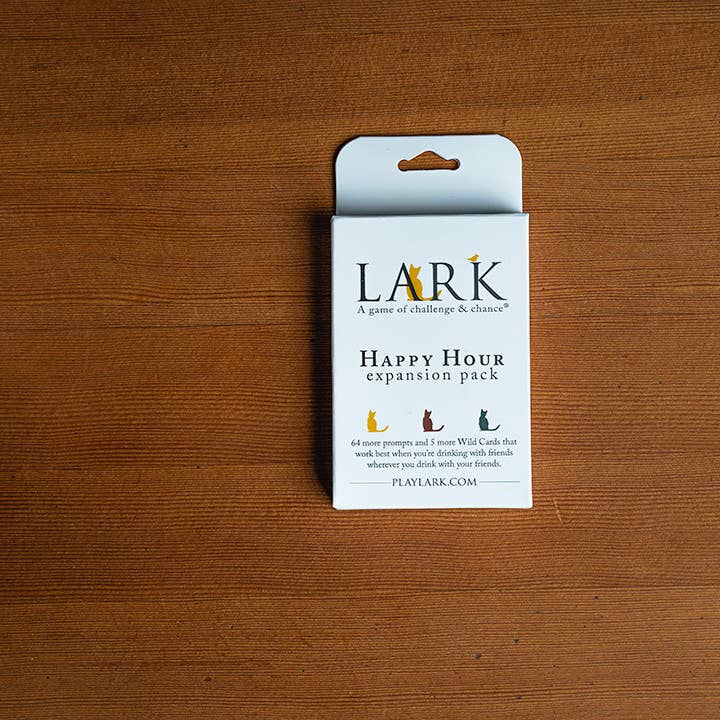 LARK
A game of challenge & chance®
HAPPY HOUR
expansion pack
64 more prompts and 5 more Wild Cards that
work best when you're drinking with friends
wherever you drink with your friends.
PLAYLARK.COM